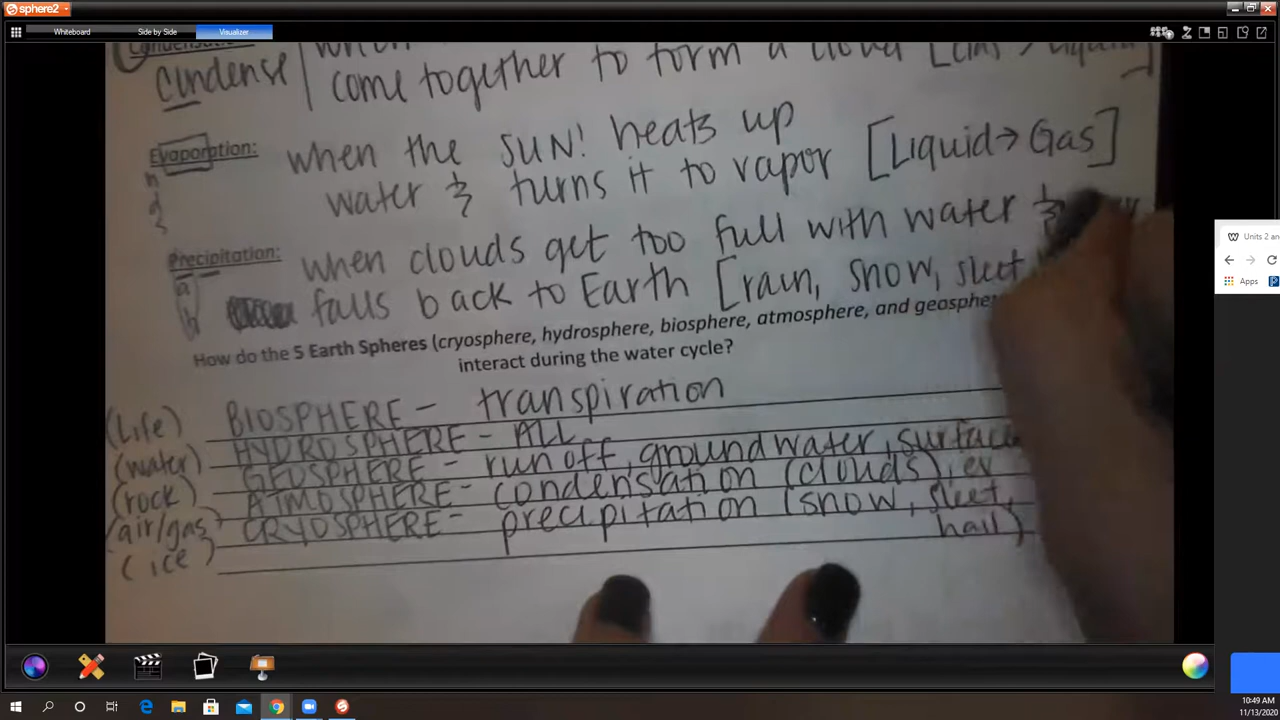 sphere2
Whiteboard Side by Side Visualizer
Condensation
condense when
come together to form a cloud [Gas → Liquid]
Evaporation: when the SUN! heats up
water & turns it to vapor [Liquid → Gas]
Precipitation: when clouds get too full with water &
falls back to Earth [rain, snow, sleet
How do the 5 Earth Spheres (cryosphere, hydrosphere, biosphere, atmosphere, and geosphere
interact during the water cycle?
(Life) BIOSPHERE - transpiration
(water) HYDROSPHERE - ALL
(rock) GEOSPHERE - runoff, groundwater, surface
(air/gas) ATMOSPHERE - condensation (clouds), ev
(ice) CRYOSPHERE - precipitation (snow, sleet,
hail)
Units 2 an
Apps
10:49 AM
11/13/2020